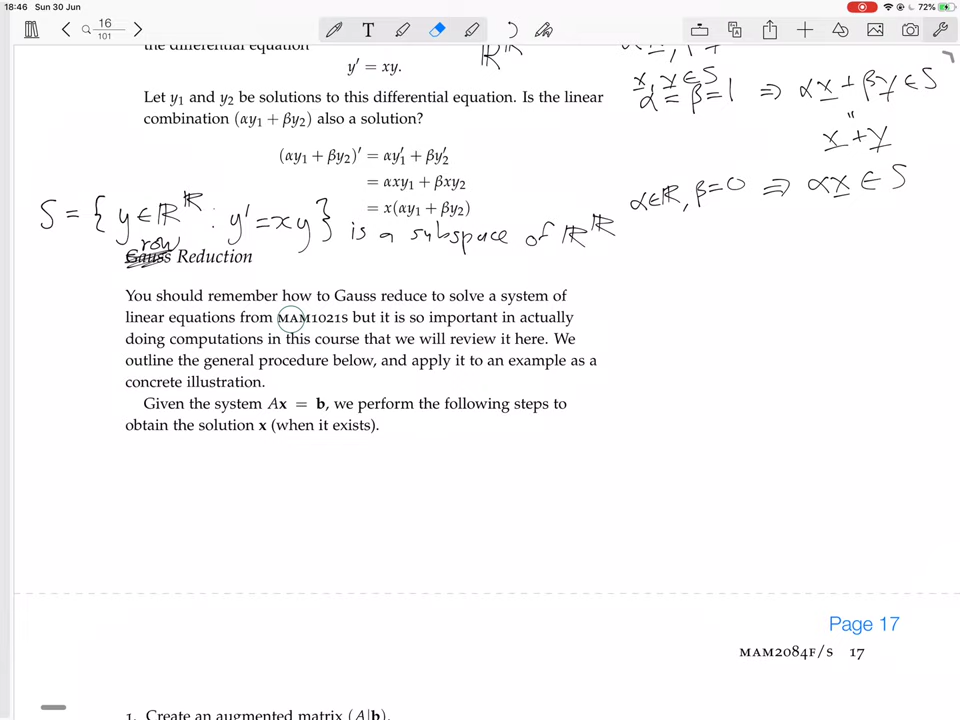 18:46 Sun 30 Jun
72%
16
101
T
the differential equation
ℝ^ℝ
y′ = xy.
x, y ∈ S
α = β = 1 ⇒ αx + βy ∈ S
"
x + y
Let y₁ and y₂ be solutions to this differential equation. Is the linear
combination (αy₁ + βy₂) also a solution?
(αy₁ + βy₂)′ = αy₁′ + βy₂′
= αxy₁ + βxy₂
= x(αy₁ + βy₂)
α∈ℝ, β=0 ⇒ αx ∈ S
S = { y ∈ ℝ^ℝ : y′ = xy } is a subspace of ℝ^ℝ
row
Gauss Reduction
You should remember how to Gauss reduce to solve a system of
linear equations from MAM1021S but it is so important in actually
doing computations in this course that we will review it here. We
outline the general procedure below, and apply it to an example as a
concrete illustration.
Given the system Ax = b, we perform the following steps to
obtain the solution x (when it exists).
Page 17
MAM2084F/S 17
1. Create an augmented matrix (A|b).